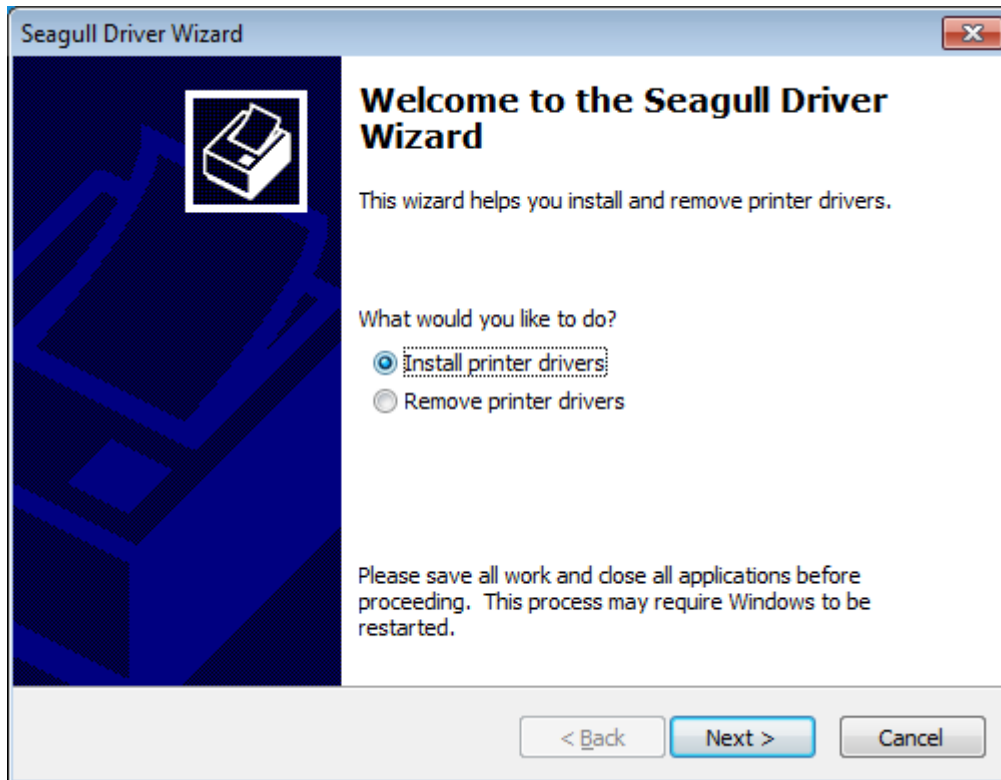 Seagull Driver Wizard
Welcome to the Seagull Driver
Wizard
This wizard helps you install and remove printer drivers.
What would you like to do?
Install printer drivers
Remove printer drivers
Please save all work and close all applications before
proceeding.  This process may require Windows to be
restarted.
< Back
Next >
Cancel